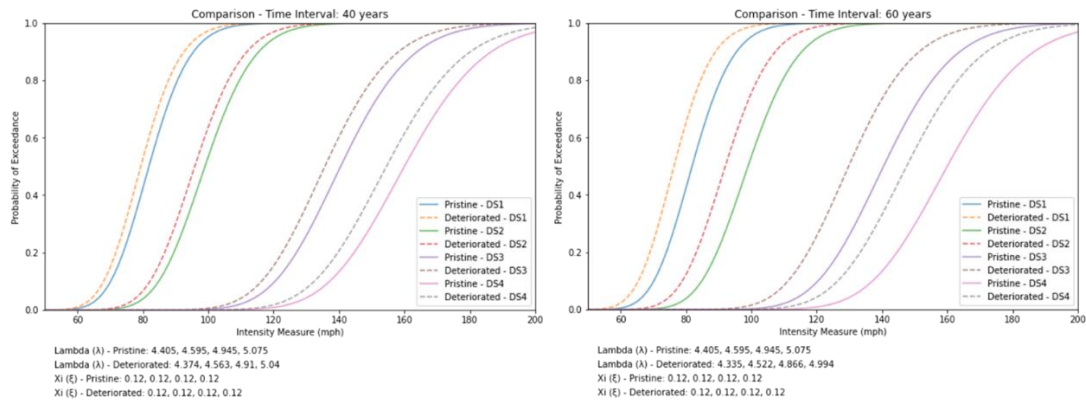 Comparison - Time Interval: 40 years
Probability of Exceedance
1.0
0.8
0.6
0.4
0.2
0.0
Pristine - DS1
Deteriorated - DS1
Pristine - DS2
Deteriorated - DS2
Pristine - DS3
Deteriorated - DS3
Pristine - DS4
Deteriorated - DS4
60 80 100 120 140 160 180 200
Intensity Measure (mph)
Lambda (λ) - Pristine: 4.405, 4.595, 4.945, 5.075
Lambda (λ) - Deteriorated: 4.374, 4.563, 4.91, 5.04
Xi (ξ) - Pristine: 0.12, 0.12, 0.12, 0.12
Xi (ξ) - Deteriorated: 0.12, 0.12, 0.12, 0.12
Comparison - Time Interval: 60 years
Probability of Exceedance
1.0
0.8
0.6
0.4
0.2
0.0
Pristine - DS1
Deteriorated - DS1
Pristine - DS2
Deteriorated - DS2
Pristine - DS3
Deteriorated - DS3
Pristine - DS4
Deteriorated - DS4
60 80 100 120 140 160 180 200
Intensity Measure (mph)
Lambda (λ) - Pristine: 4.405, 4.595, 4.945, 5.075
Lambda (λ) - Deteriorated: 4.335, 4.522, 4.866, 4.994
Xi (ξ) - Pristine: 0.12, 0.12, 0.12, 0.12
Xi (ξ) - Deteriorated: 0.12, 0.12, 0.12, 0.12